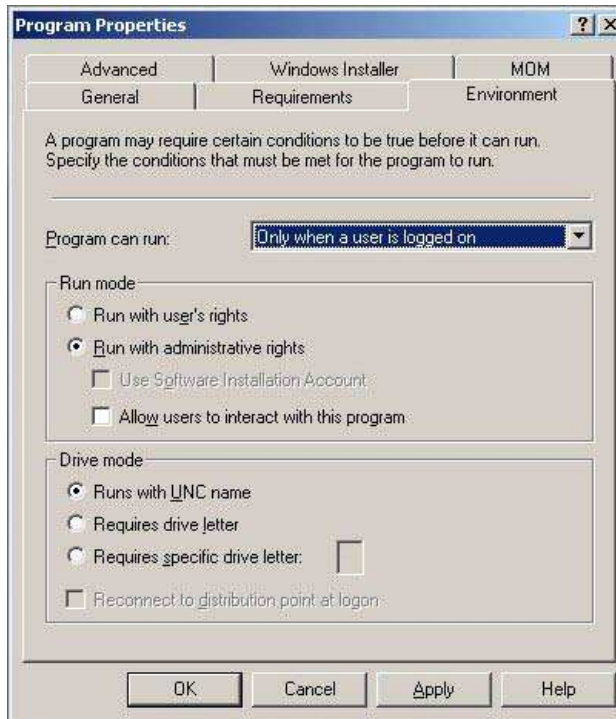 Program Properties
Advanced
Windows Installer
MOM
General
Requirements
Environment
A program may require certain conditions to be true before it can run.
Specify the conditions that must be met for the program to run.
Program can run:
Only when a user is logged on
Run mode
Run with user's rights
Run with administrative rights
Use Software Installation Account
Allow users to interact with this program
Drive mode
Runs with UNC name
Requires drive letter
Requires specific drive letter:
Reconnect to distribution point at logon
OK
Cancel
Apply
Help